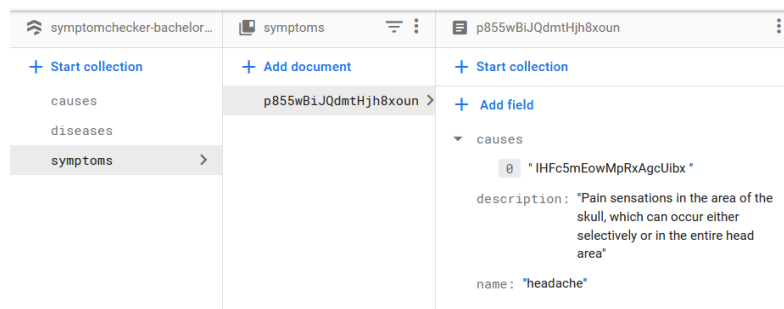 symptomchecker-bachelor...
symptoms
p855wBiJQdmtHjh8xoun
+ Start collection
+ Add document
+ Start collection
causes
diseases
symptoms
p855wBiJQdmtHjh8xoun
+ Add field
causes
0 " IHFc5mEowMpRxAgcUibx "
description: "Pain sensations in the area of the
skull, which can occur either
selectively or in the entire head
area"
name: "headache"